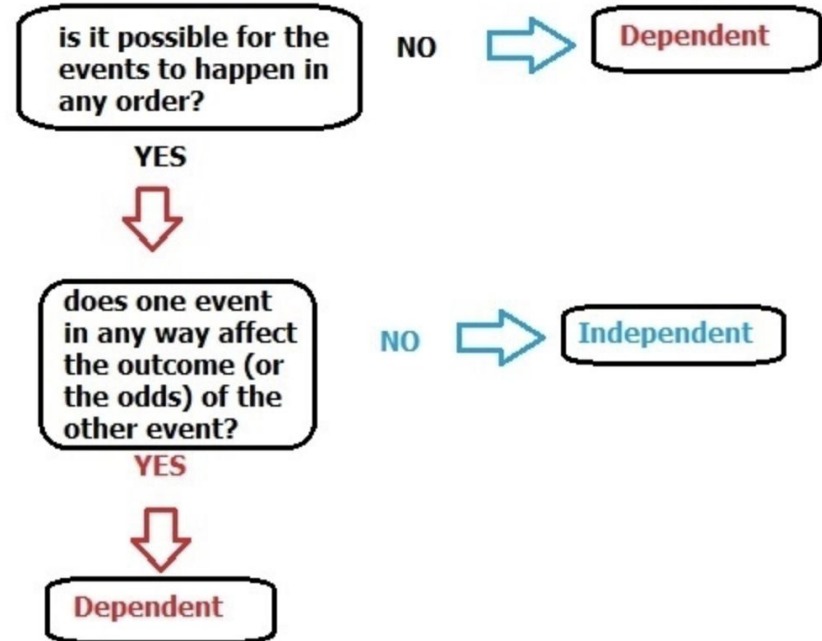 is it possible for the
events to happen in
any order?
NO
Dependent
YES
does one event
in any way affect
the outcome (or
the odds) of the
other event?
NO
Independent
YES
Dependent